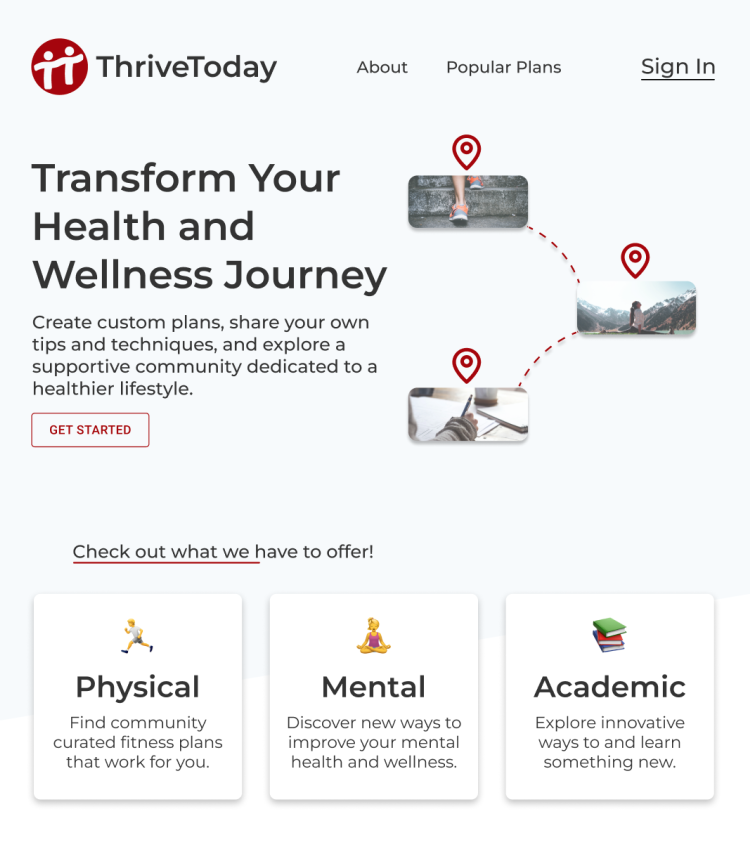 ThriveToday
About
Popular Plans
Sign In
Transform Your
Health and
Wellness Journey
Create custom plans, share your own
tips and techniques, and explore a
supportive community dedicated to a
healthier lifestyle.
GET STARTED
Check out what we have to offer!
Physical
Find community
curated fitness plans
that work for you.
Mental
Discover new ways to
improve your mental
health and wellness.
Academic
Explore innovative
ways to and learn
something new.